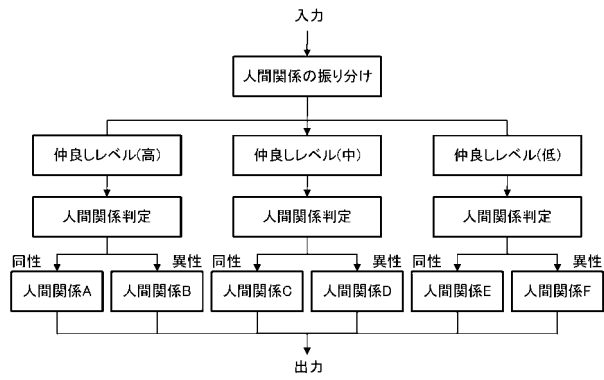 入力
人間関係の振り分け
仲良しレベル(高)
仲良しレベル(中)
仲良しレベル(低)
人間関係判定
人間関係判定
人間関係判定
同性
異性
同性
異性
同性
異性
人間関係A
人間関係B
人間関係C
人間関係D
人間関係E
人間関係F
出力